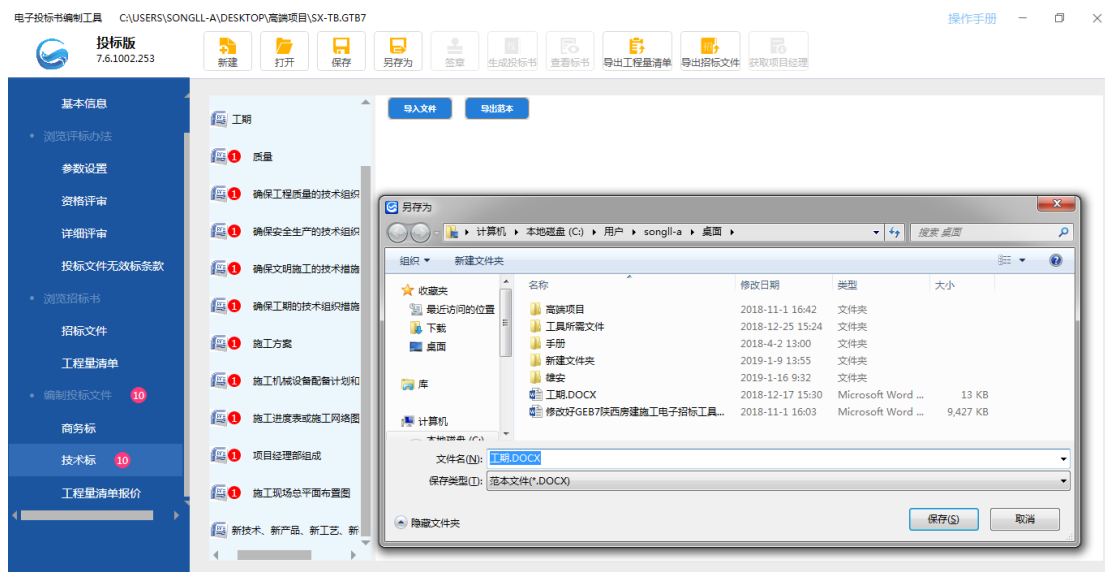 电子投标书编制工具 C:\USERS\SONGLL-A\DESKTOP\高端项目\SX-TB.GTB7 操作手册
投标版
7.6.1002.253
新建 打开 保存 另存为 签章 生成投标书 查看标书 导出工程量清单 导出招标文件 获取项目经理
基本信息
浏览评标办法
参数设置
资格评审
详细评审
投标文件无效标条款
浏览招标书
招标文件
工程量清单
编制投标文件 10
商务标
技术标 10
工程量清单报价
工期
1 质量
1 确保工程质量的技术组织
1 确保安全生产的技术组织
1 确保文明施工的技术措施
1 确保工期的技术组织措施
1 施工方案
1 施工机械设备配备计划和
1 施工进度表或施工网络图
1 项目经理部组成
1 施工现场总平面布置图
新技术、新产品、新工艺、新
导入文件 导出范本
另存为
计算机 本地磁盘 (C:) 用户 songll-a 桌面 搜索 桌面
组织 新建文件夹
收藏夹
最近访问的位置
下载
桌面
库
计算机
本地磁盘 (C:)
名称 修改日期 类型 大小
高端项目 2018-11-1 16:42 文件夹
工具所需文件 2018-12-25 15:24 文件夹
手册 2018-4-2 13:00 文件夹
新建文件夹 2019-1-9 13:55 文件夹
雄安 2019-1-16 9:32 文件夹
工期.DOCX 2018-12-17 15:30 Microsoft Word ... 13 KB
修改好GEB7陕西房建施工电子招标工具... 2018-11-1 16:03 Microsoft Word ... 9,427 KB
文件名(N): 工期.DOCX
保存类型(T): 范本文件(*.DOCX)
隐藏文件夹 保存(S) 取消